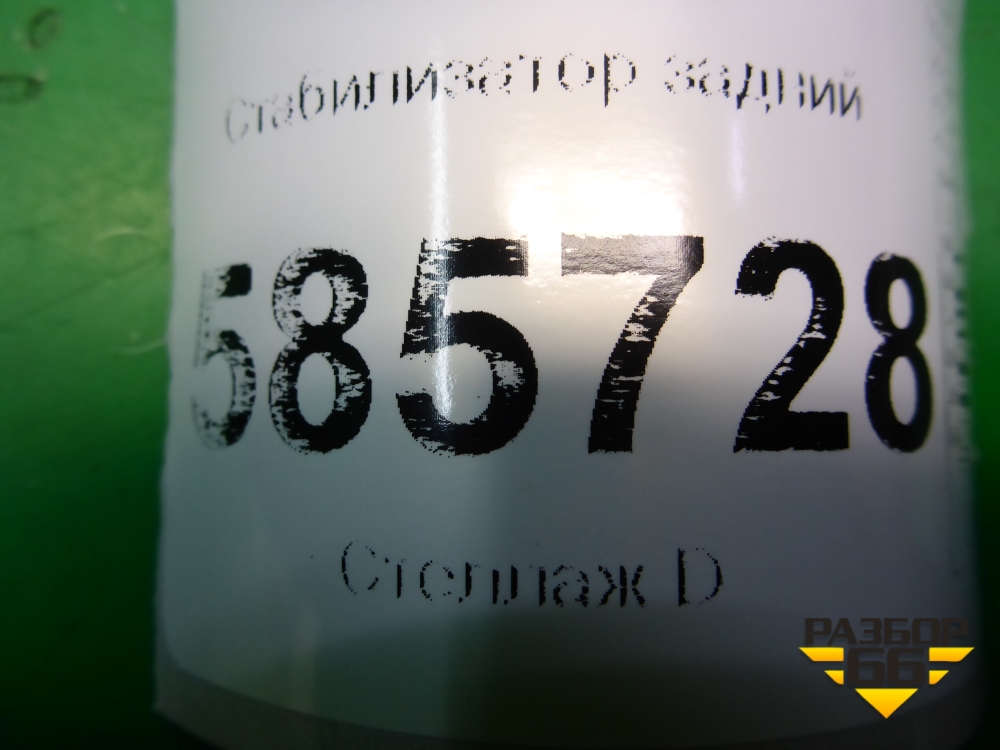 Стабилизатор задний
585728
Стеллаж D
РАЗБОР
66